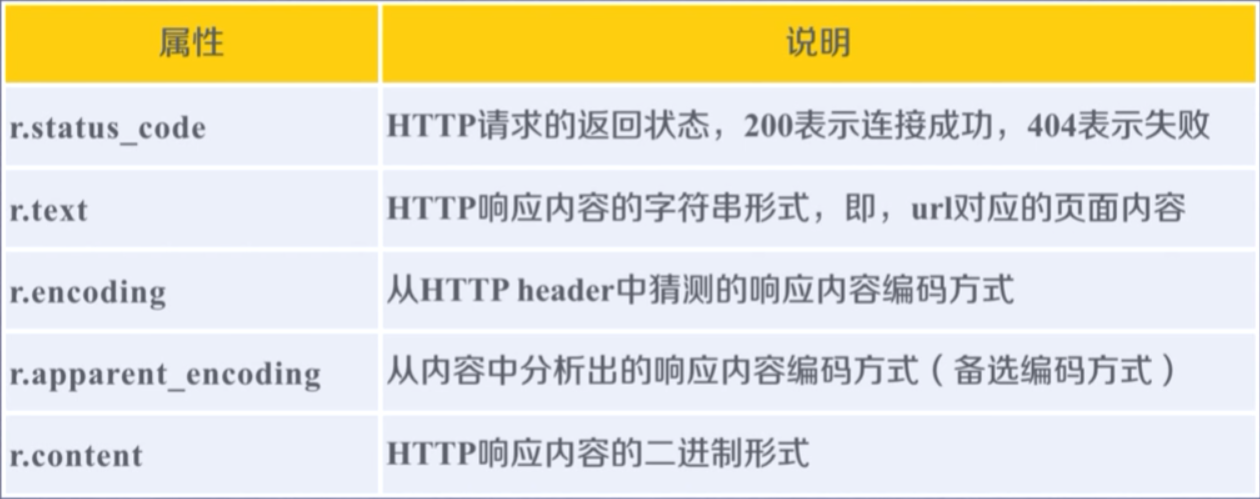 属性 说明
r.status_code HTTP请求的返回状态，200表示连接成功，404表示失败
r.text HTTP响应内容的字符串形式，即，url对应的页面内容
r.encoding 从HTTP header中猜测的响应内容编码方式
r.apparent_encoding 从内容中分析出的响应内容编码方式（备选编码方式）
r.content HTTP响应内容的二进制形式